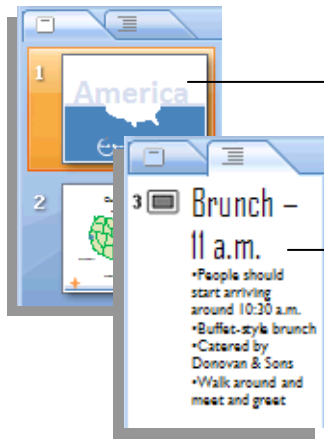 1
America
2
3
Brunch –
11 a.m.
•People should
start arriving
around 10:30 a.m.
•Buffet-style brunch
•Catered by
Donovan & Sons
•Walk around and
meet and greet